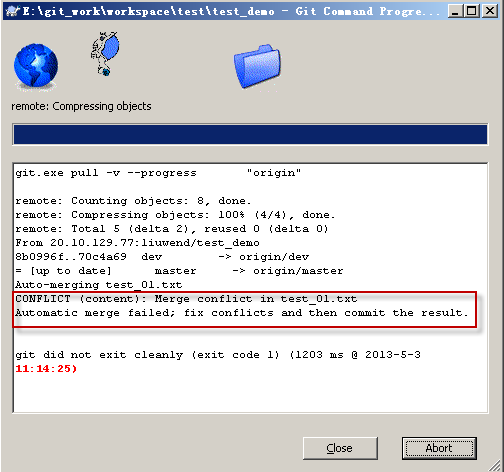 E:\git_work\workspace\test\test_demo - Git Command Progre...
remote: Compressing objects
git.exe pull -v --progress "origin"
remote: Counting objects: 8, done.
remote: Compressing objects: 100% (4/4), done.
remote: Total 5 (delta 2), reused 0 (delta 0)
From 20.10.129.77:liuwend/test_demo
8b0996f..70c4a69 dev -> origin/dev
= [up to date] master -> origin/master
Auto-merging test_01.txt
CONFLICT (content): Merge conflict in test_01.txt
Automatic merge failed; fix conflicts and then commit the result.
git did not exit cleanly (exit code 1) (1203 ms @ 2013-5-3
11:14:25)
Close Abort